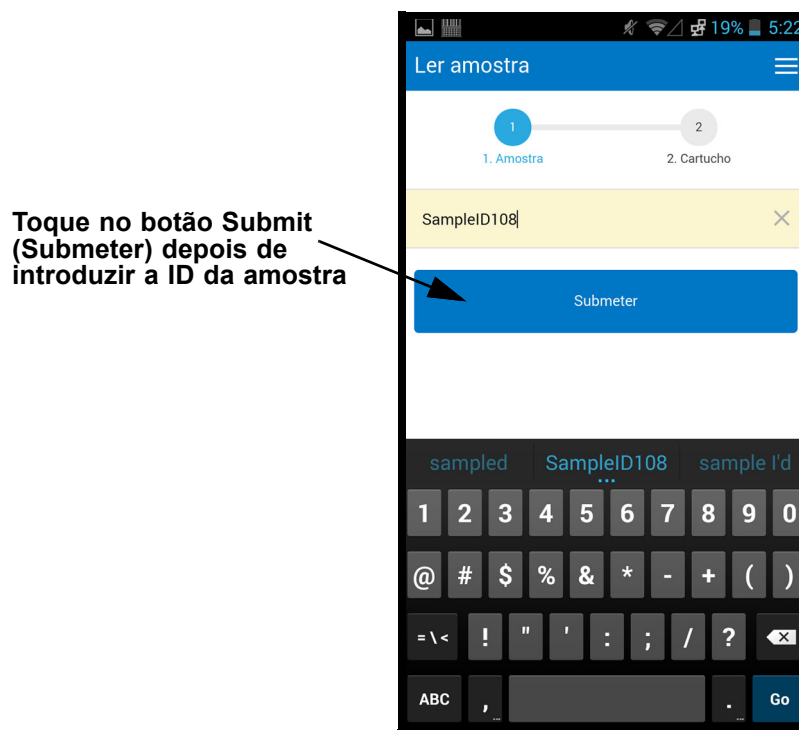 19% 5:22
Ler amostra
1 2
1. Amostra 2. Cartucho
SampleID108
Toque no botão Submit
(Submeter) depois de
introduzir a ID da amostra
Submeter
sampled SampleID108 sample I'd
1 2 3 4 5 6 7 8 9 0
@ # $ % & * - + ( )
= \ < ! " ' : ; / ?
ABC , . Go